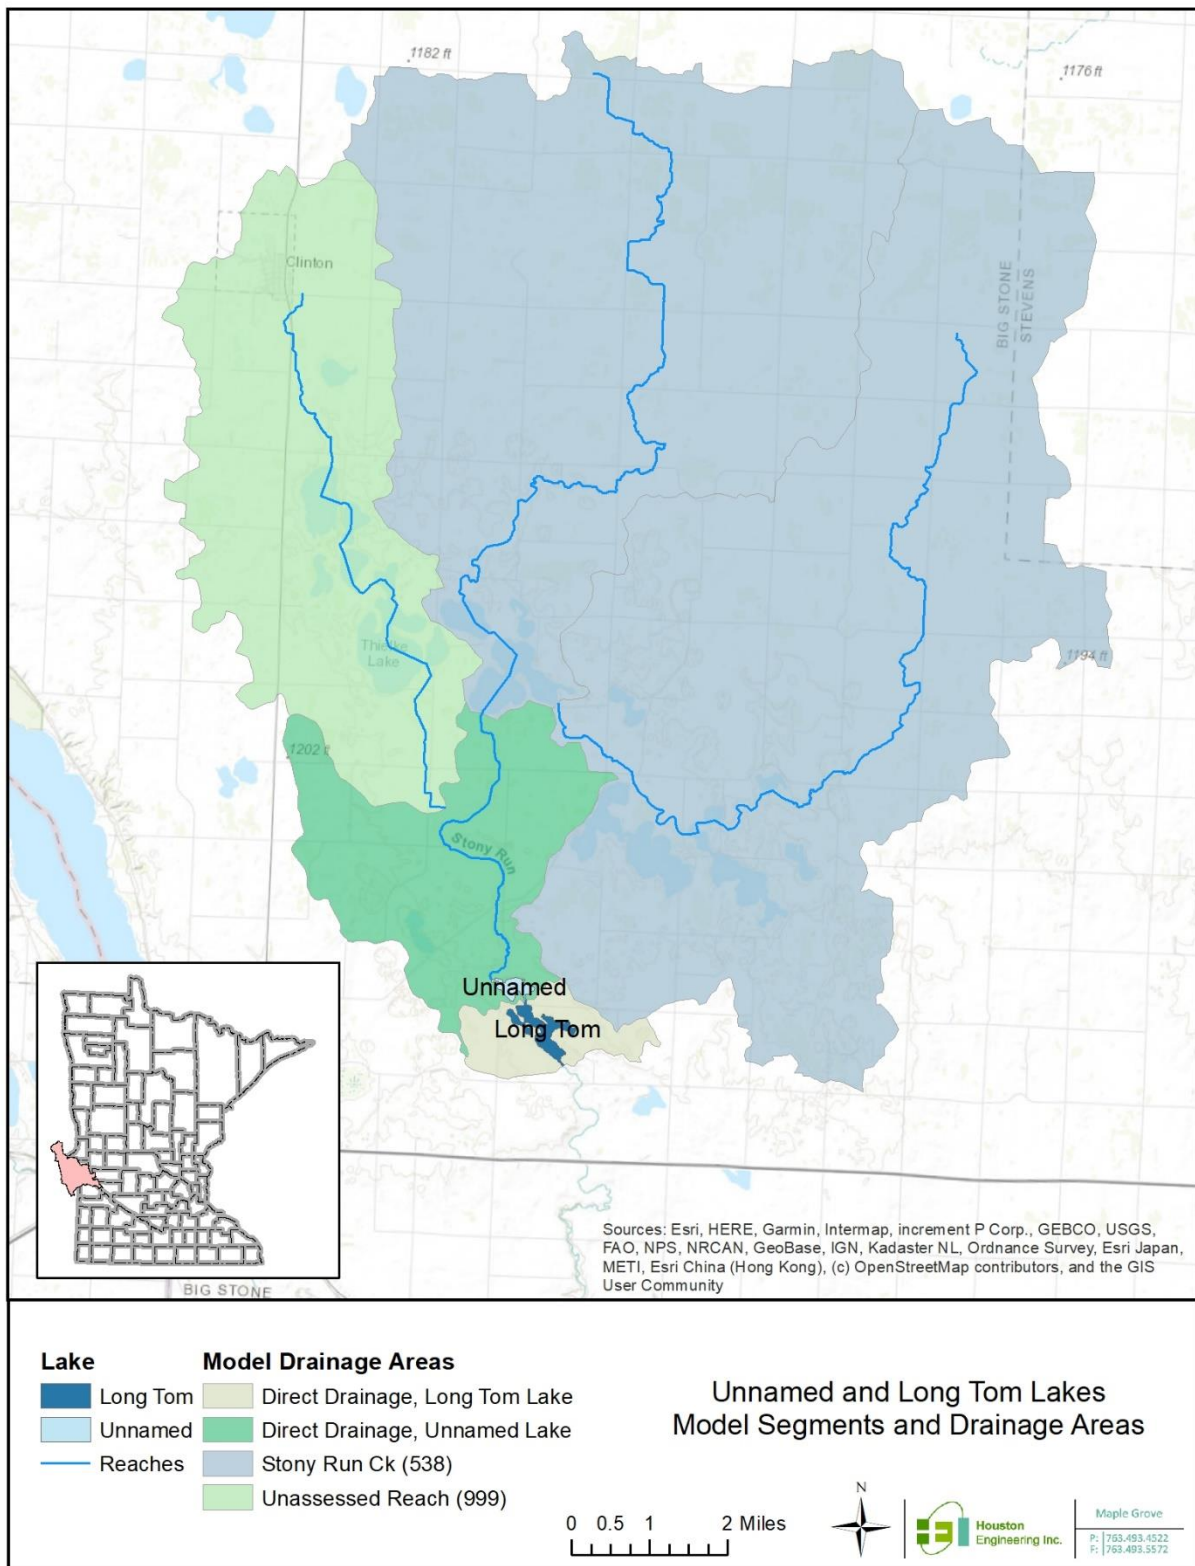 1182 ft
1176 ft
Clinton
BIG STONE
STEVENS
Thielke
Lake
1194 ft
1202 ft
Stony Run
Unnamed
Long Tom
Sources: Esri, HERE, Garmin, Intermap, increment P Corp., GEBCO, USGS,
FAO, NPS, NRCAN, GeoBase, IGN, Kadaster NL, Ordnance Survey, Esri Japan,
METI, Esri China (Hong Kong), (c) OpenStreetMap contributors, and the GIS
User Community
BIG STONE
Lake
Long Tom
Unnamed
Reaches
Model Drainage Areas
Direct Drainage, Long Tom Lake
Direct Drainage, Unnamed Lake
Stony Run Ck (538)
Unassessed Reach (999)
Unnamed and Long Tom Lakes
Model Segments and Drainage Areas
0 0.5 1 2 Miles
N
Houston
Engineering Inc.
Maple Grove
P: 763.493.4522
F: 763.493.5572